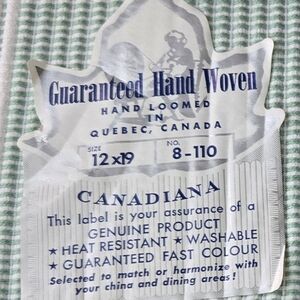 Guaranteed Hand Woven
HAND LOOMED
IN
QUEBEC, CANADA
SIZE
12 x19
NO.
8-110
CANADIANA
This label is your assurance of a
GENUINE PRODUCT
★ HEAT RESISTANT ★ WASHABLE
★ GUARANTEED FAST COLOUR
Selected to match or harmonize with
your china and dining areas!